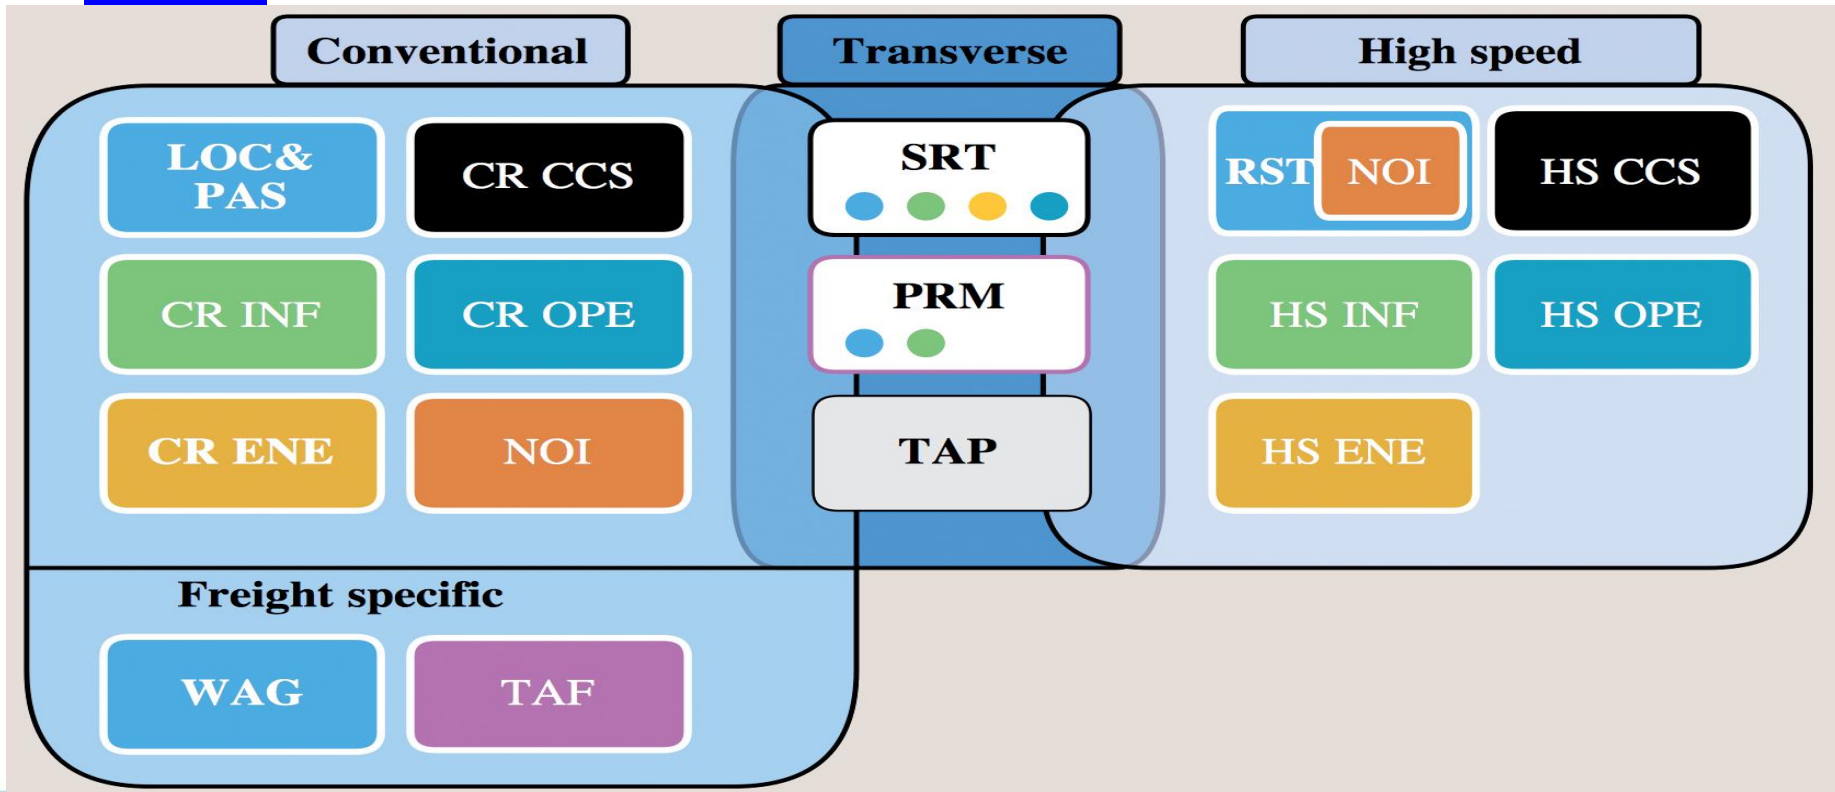 Conventional
Transverse
High speed
LOC&
PAS
CR CCS
SRT
RST
NOI
HS CCS
CR INF
CR OPE
PRM
HS INF
HS OPE
CR ENE
NOI
TAP
HS ENE
Freight specific
WAG
TAF